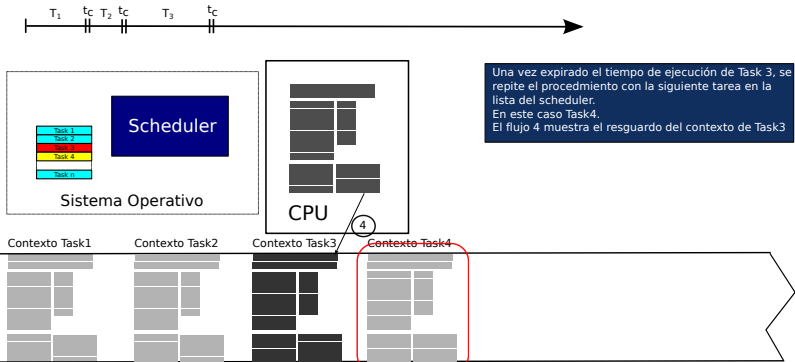 T1 tc T2 tc T3 tc
Una vez expirado el tiempo de ejecución de Task 3, se
repite el procedmiento con la siguiente tarea en la
lista del scheduler.
En este caso Task4.
El flujo 4 muestra el resguardo del contexto de Task3
Scheduler
Task 1
Task 2
Task 3
Task 4
Task n
Sistema Operativo
CPU
4
Contexto Task1
Contexto Task2
Contexto Task3
Contexto Task4